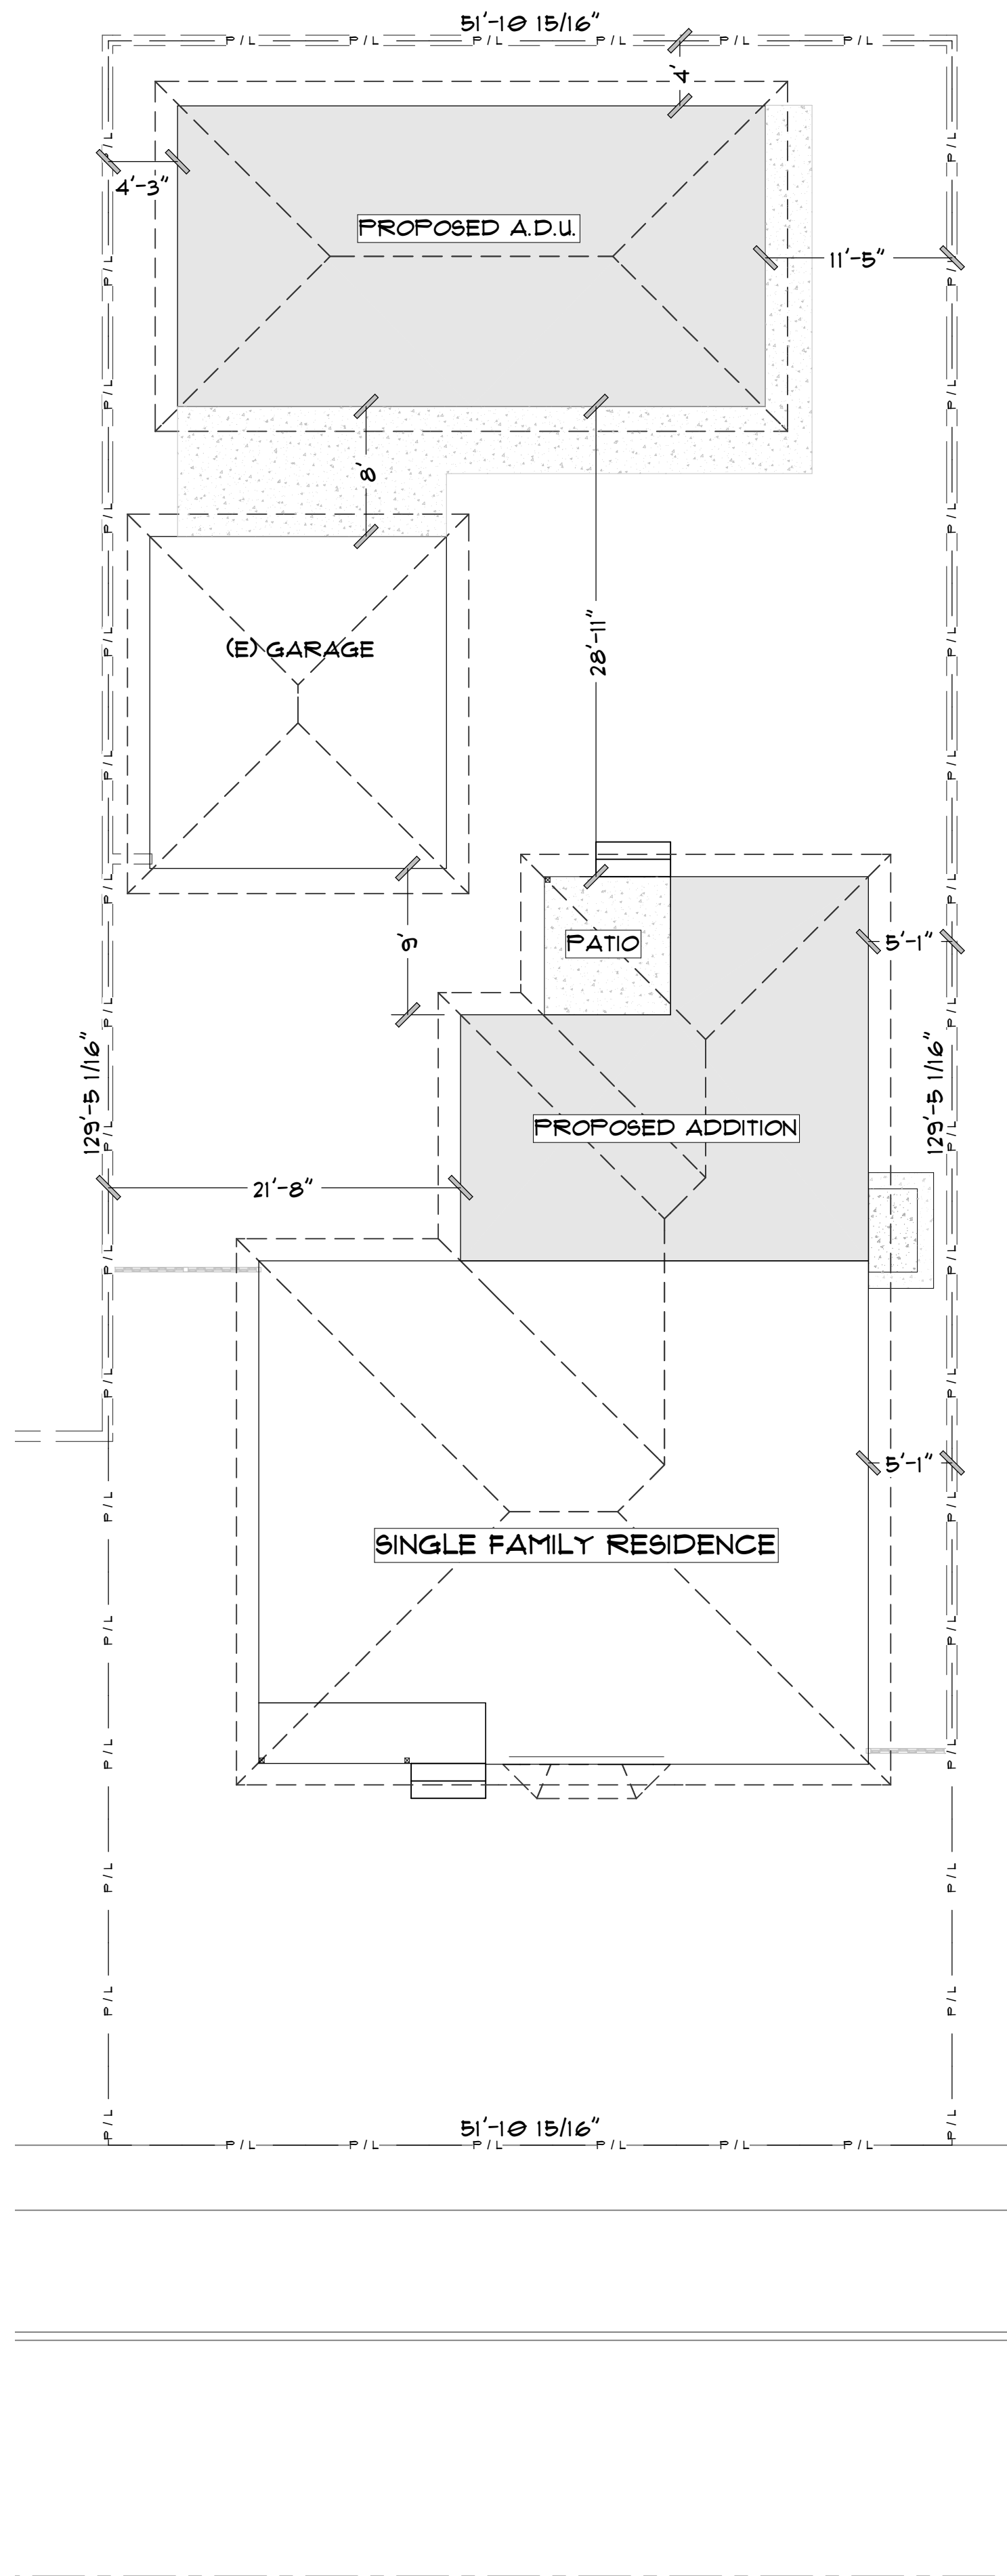 51'-10 15/16"
P/L P/L P/L P/L P/L P/L
4'
P/L
P/L
4'-3"
PROPOSED A.D.U.
11'-5"
P/L
P/L
P/L
P/L
8'
P/L
P/L
28'-11"
(E) GARAGE
P/L
P/L
P/L
P/L
P/L
P/L
9'
PATIO
5'-1"
P/L
P/L
129'-5 1/16"
129'-5 1/16"
PROPOSED ADDITION
P/L
P/L
21'-8"
P/L
P/L
P/L
P/L
5'-1"
P/L
P/L
SINGLE FAMILY RESIDENCE
P/L
P/L
P/L
P/L
P/L
P/L
P/L
P/L
51'-10 15/16"
P/L
P/L
P/L P/L P/L P/L P/L P/L